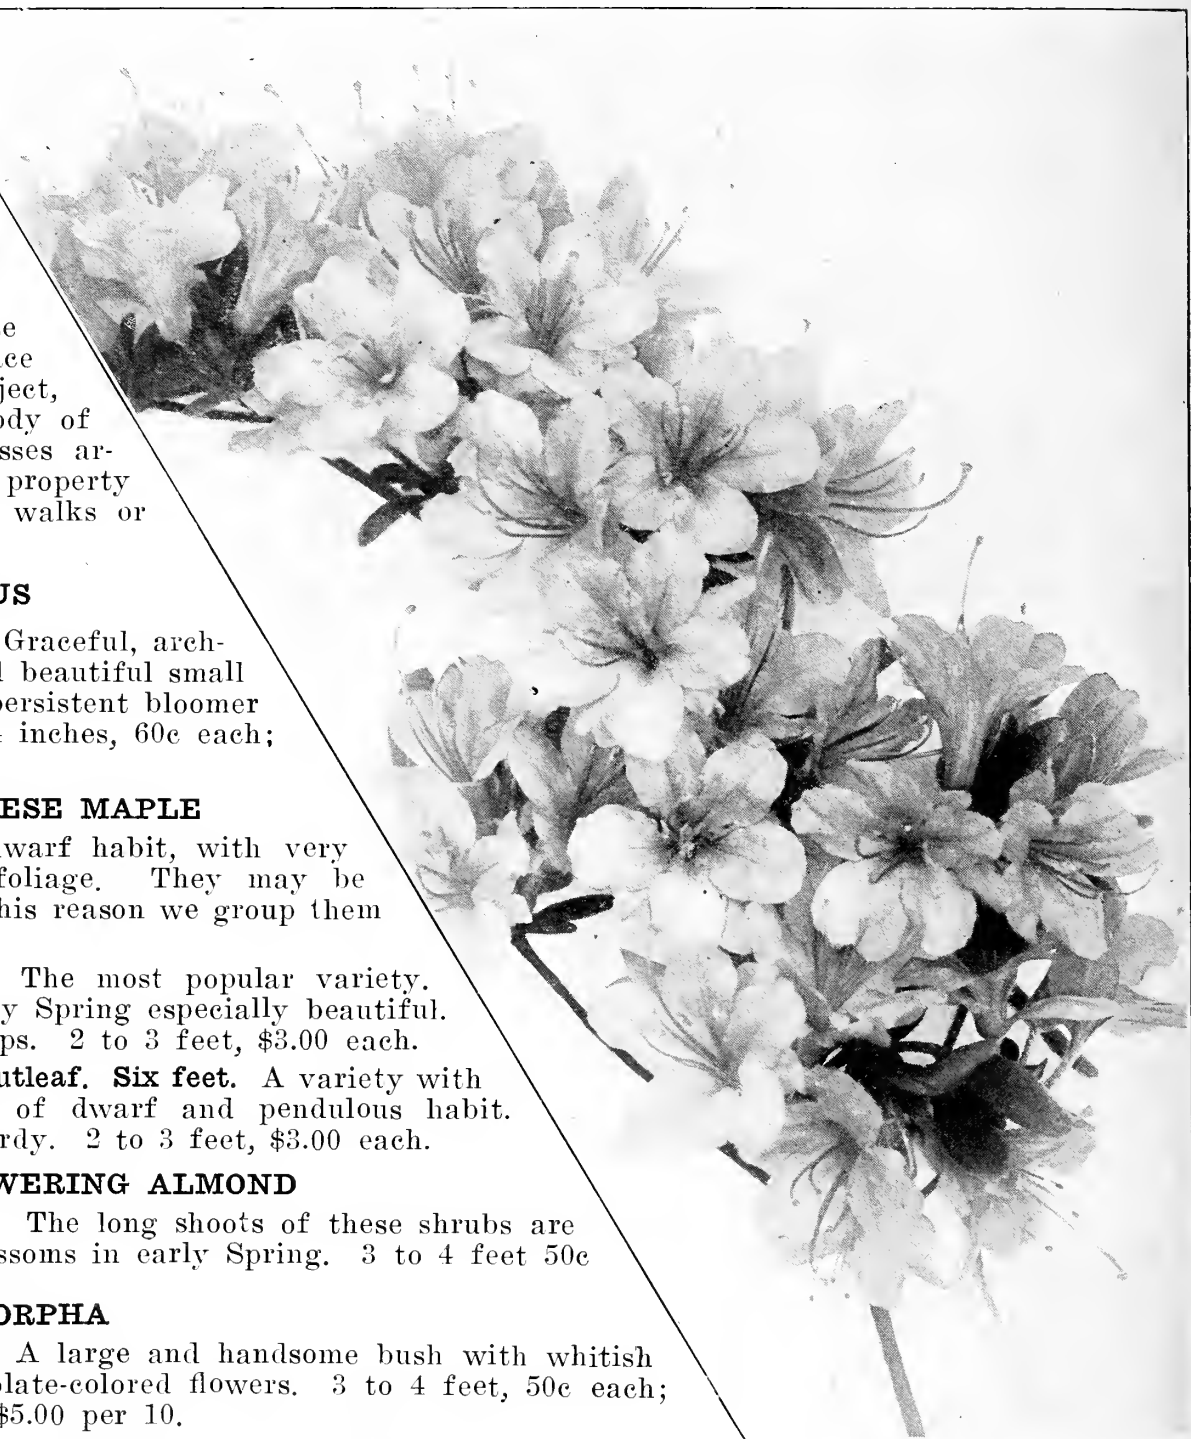 e
ce
ject,
ody of
sses ar-
property
walks or
US
Graceful, arch-
l beautiful small
persistent bloomer
inches, 60c each;
ESE MAPLE
dwarf habit, with very
foliage. They may be
his reason we group them
The most popular variety.
y Spring especially beautiful.
ps. 2 to 3 feet, $3.00 each.
utleaf. Six feet. A variety with
of dwarf and pendulous habit.
rdy. 2 to 3 feet, $3.00 each.
WERING ALMOND
The long shoots of these shrubs are
ssoms in early Spring. 3 to 4 feet 50c
ORPHA
A large and handsome bush with whitish
late-colored flowers. 3 to 4 feet, 50c each;
$5.00 per 10.